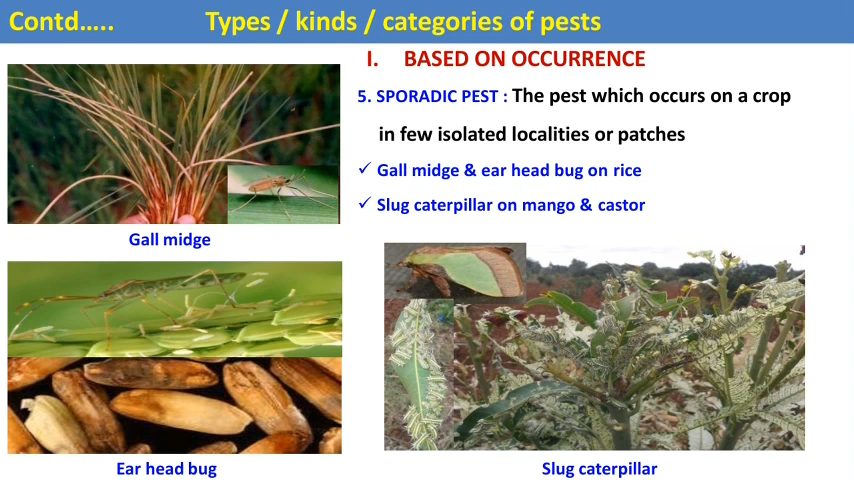 Contd….. Types / kinds / categories of pests
I. BASED ON OCCURRENCE
5. SPORADIC PEST : The pest which occurs on a crop
in few isolated localities or patches
✓ Gall midge & ear head bug on rice
✓ Slug caterpillar on mango & castor
Gall midge
Ear head bug
Slug caterpillar